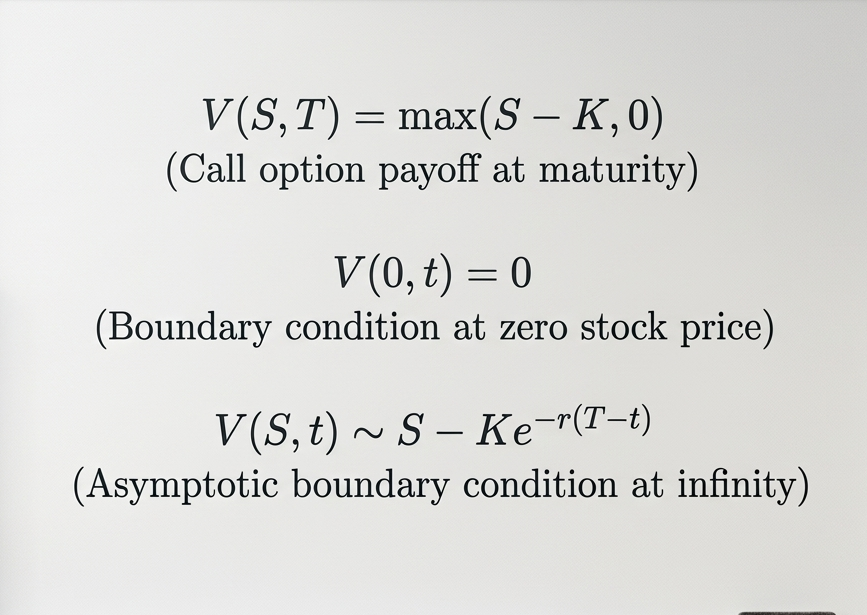 V(S, T) = max(S − K, 0)
(Call option payoff at maturity)
V(0, t) = 0
(Boundary condition at zero stock price)
V(S, t) ∼ S − Ke^{−r(T−t)}
(Asymptotic boundary condition at infinity)